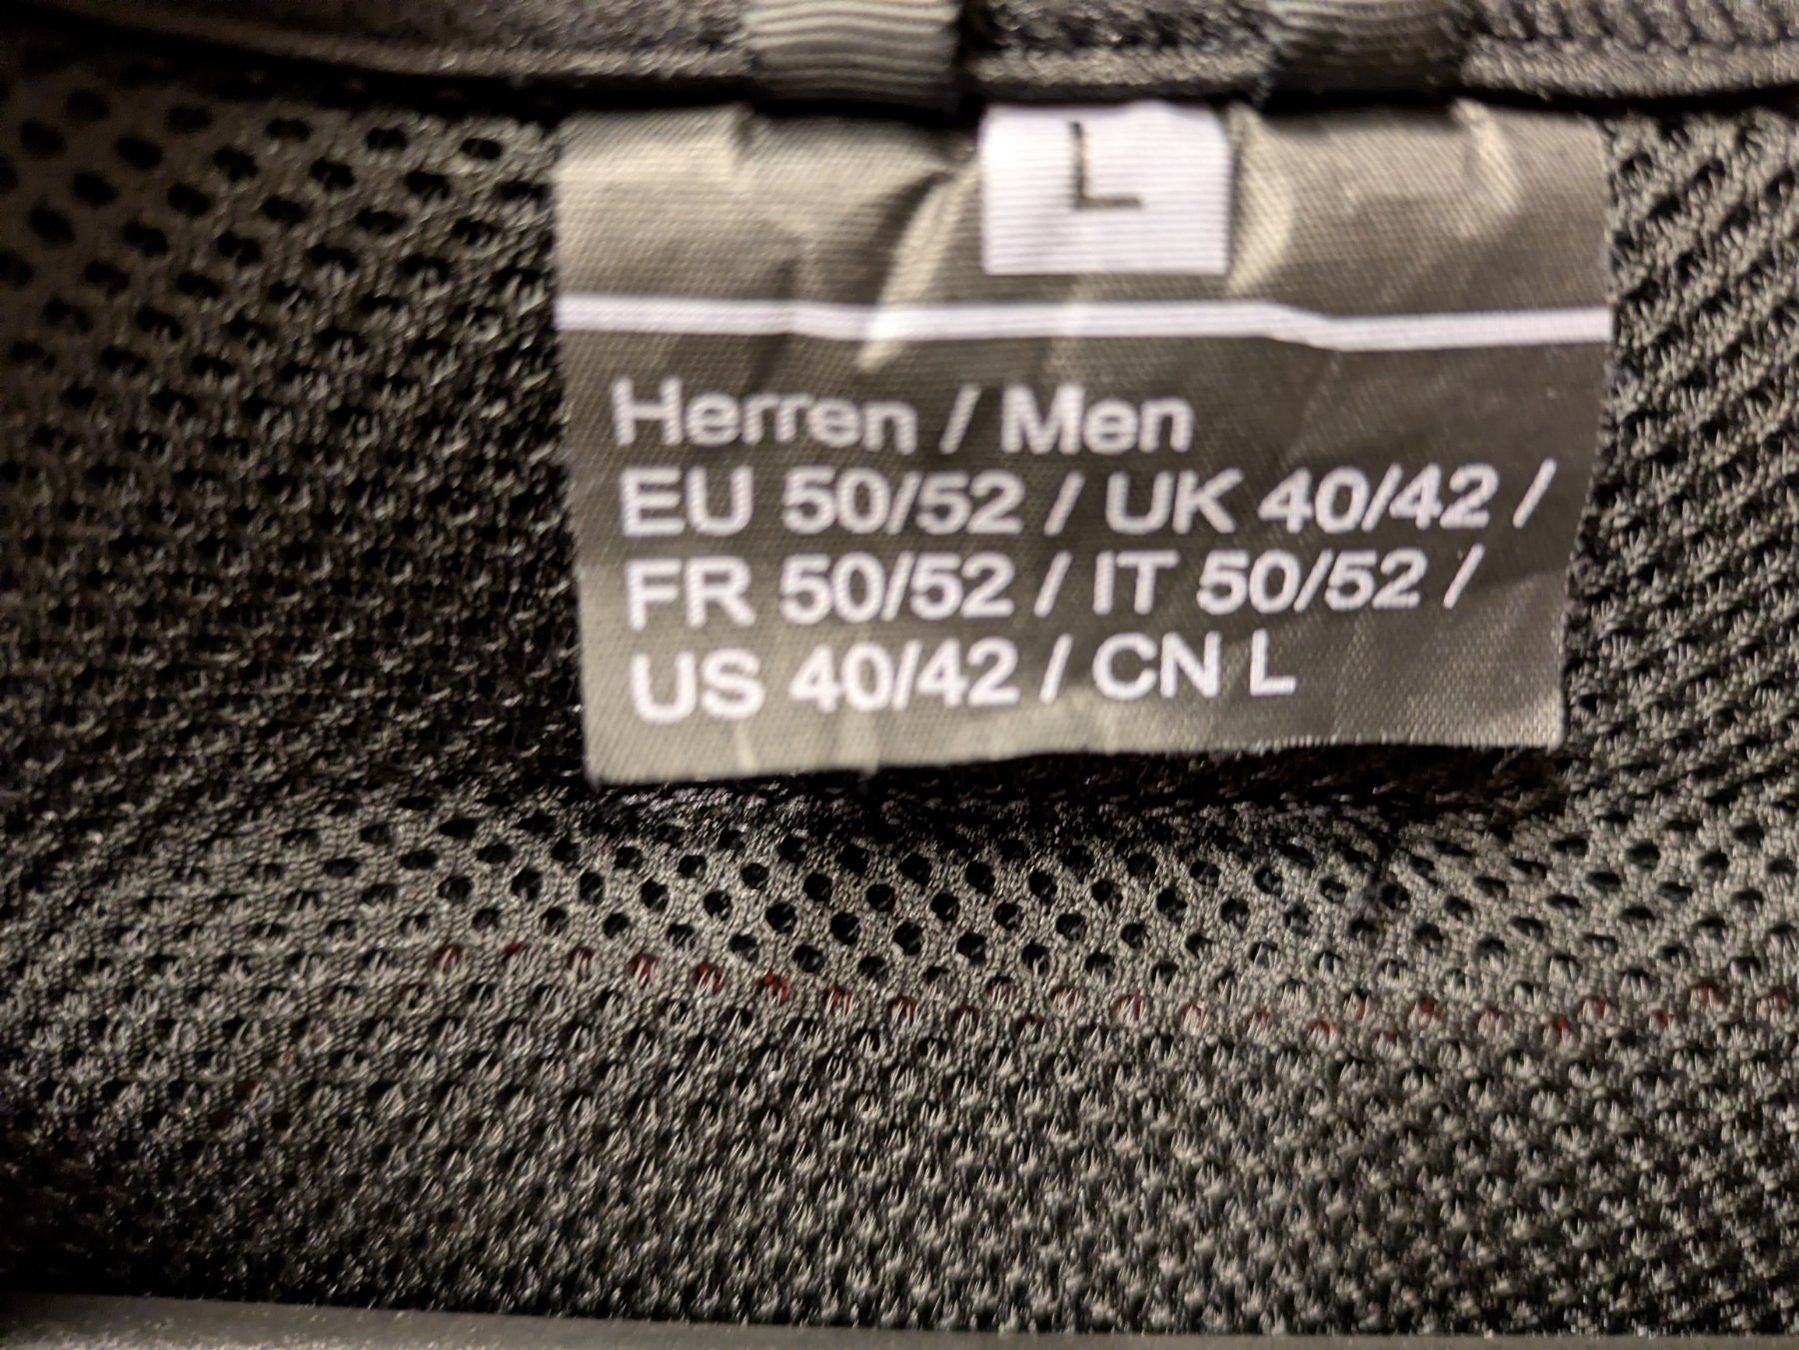 L
Herren / Men
EU 50/52 / UK 40/42 /
FR 50/52 / IT 50/52 /
US 40/42 / CN L